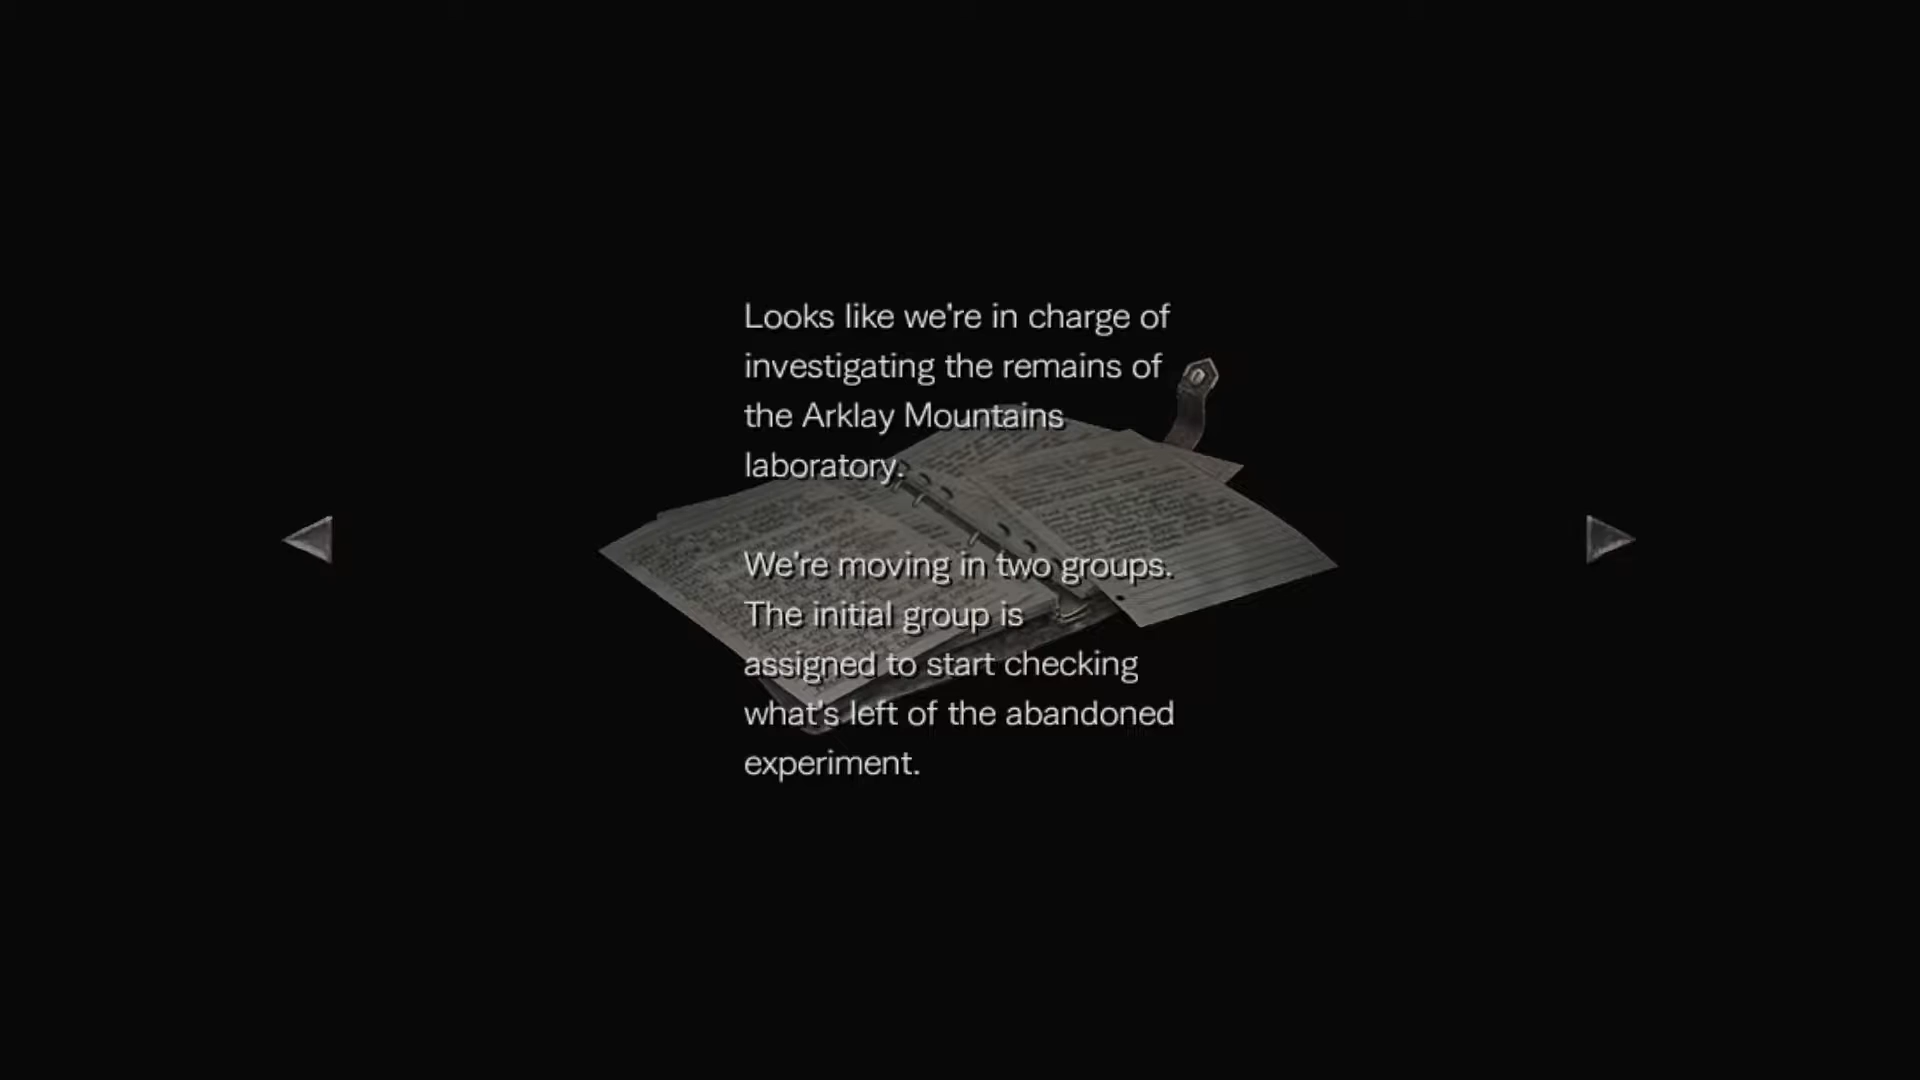 Looks like we're in charge of
investigating the remains of
the Arklay Mountains
laboratory.
We're moving in two groups.
The initial group is
assigned to start checking
what's left of the abandoned
experiment.